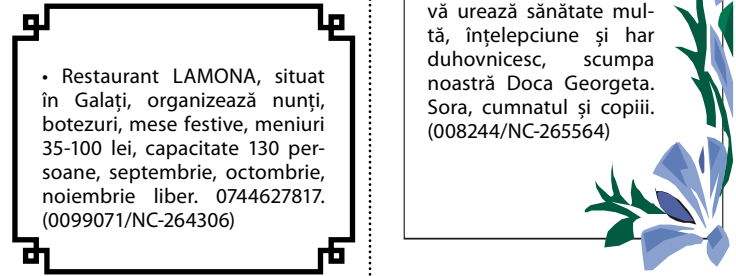 • Restaurant LAMONA, situat
în Galați, organizează nunți,
botezuri, mese festive, meniuri
35-100 lei, capacitate 130 per-
soane, septembrie, octombrie,
noiembrie liber. 0744627817.
(0099071/NC-264306)
vă urează sănătate mul-
tă, înțelepciune și har
duhovnicesc, scumpa
noastră Doca Georgeta.
Sora, cumnatul și copiii.
(008244/NC-265564)